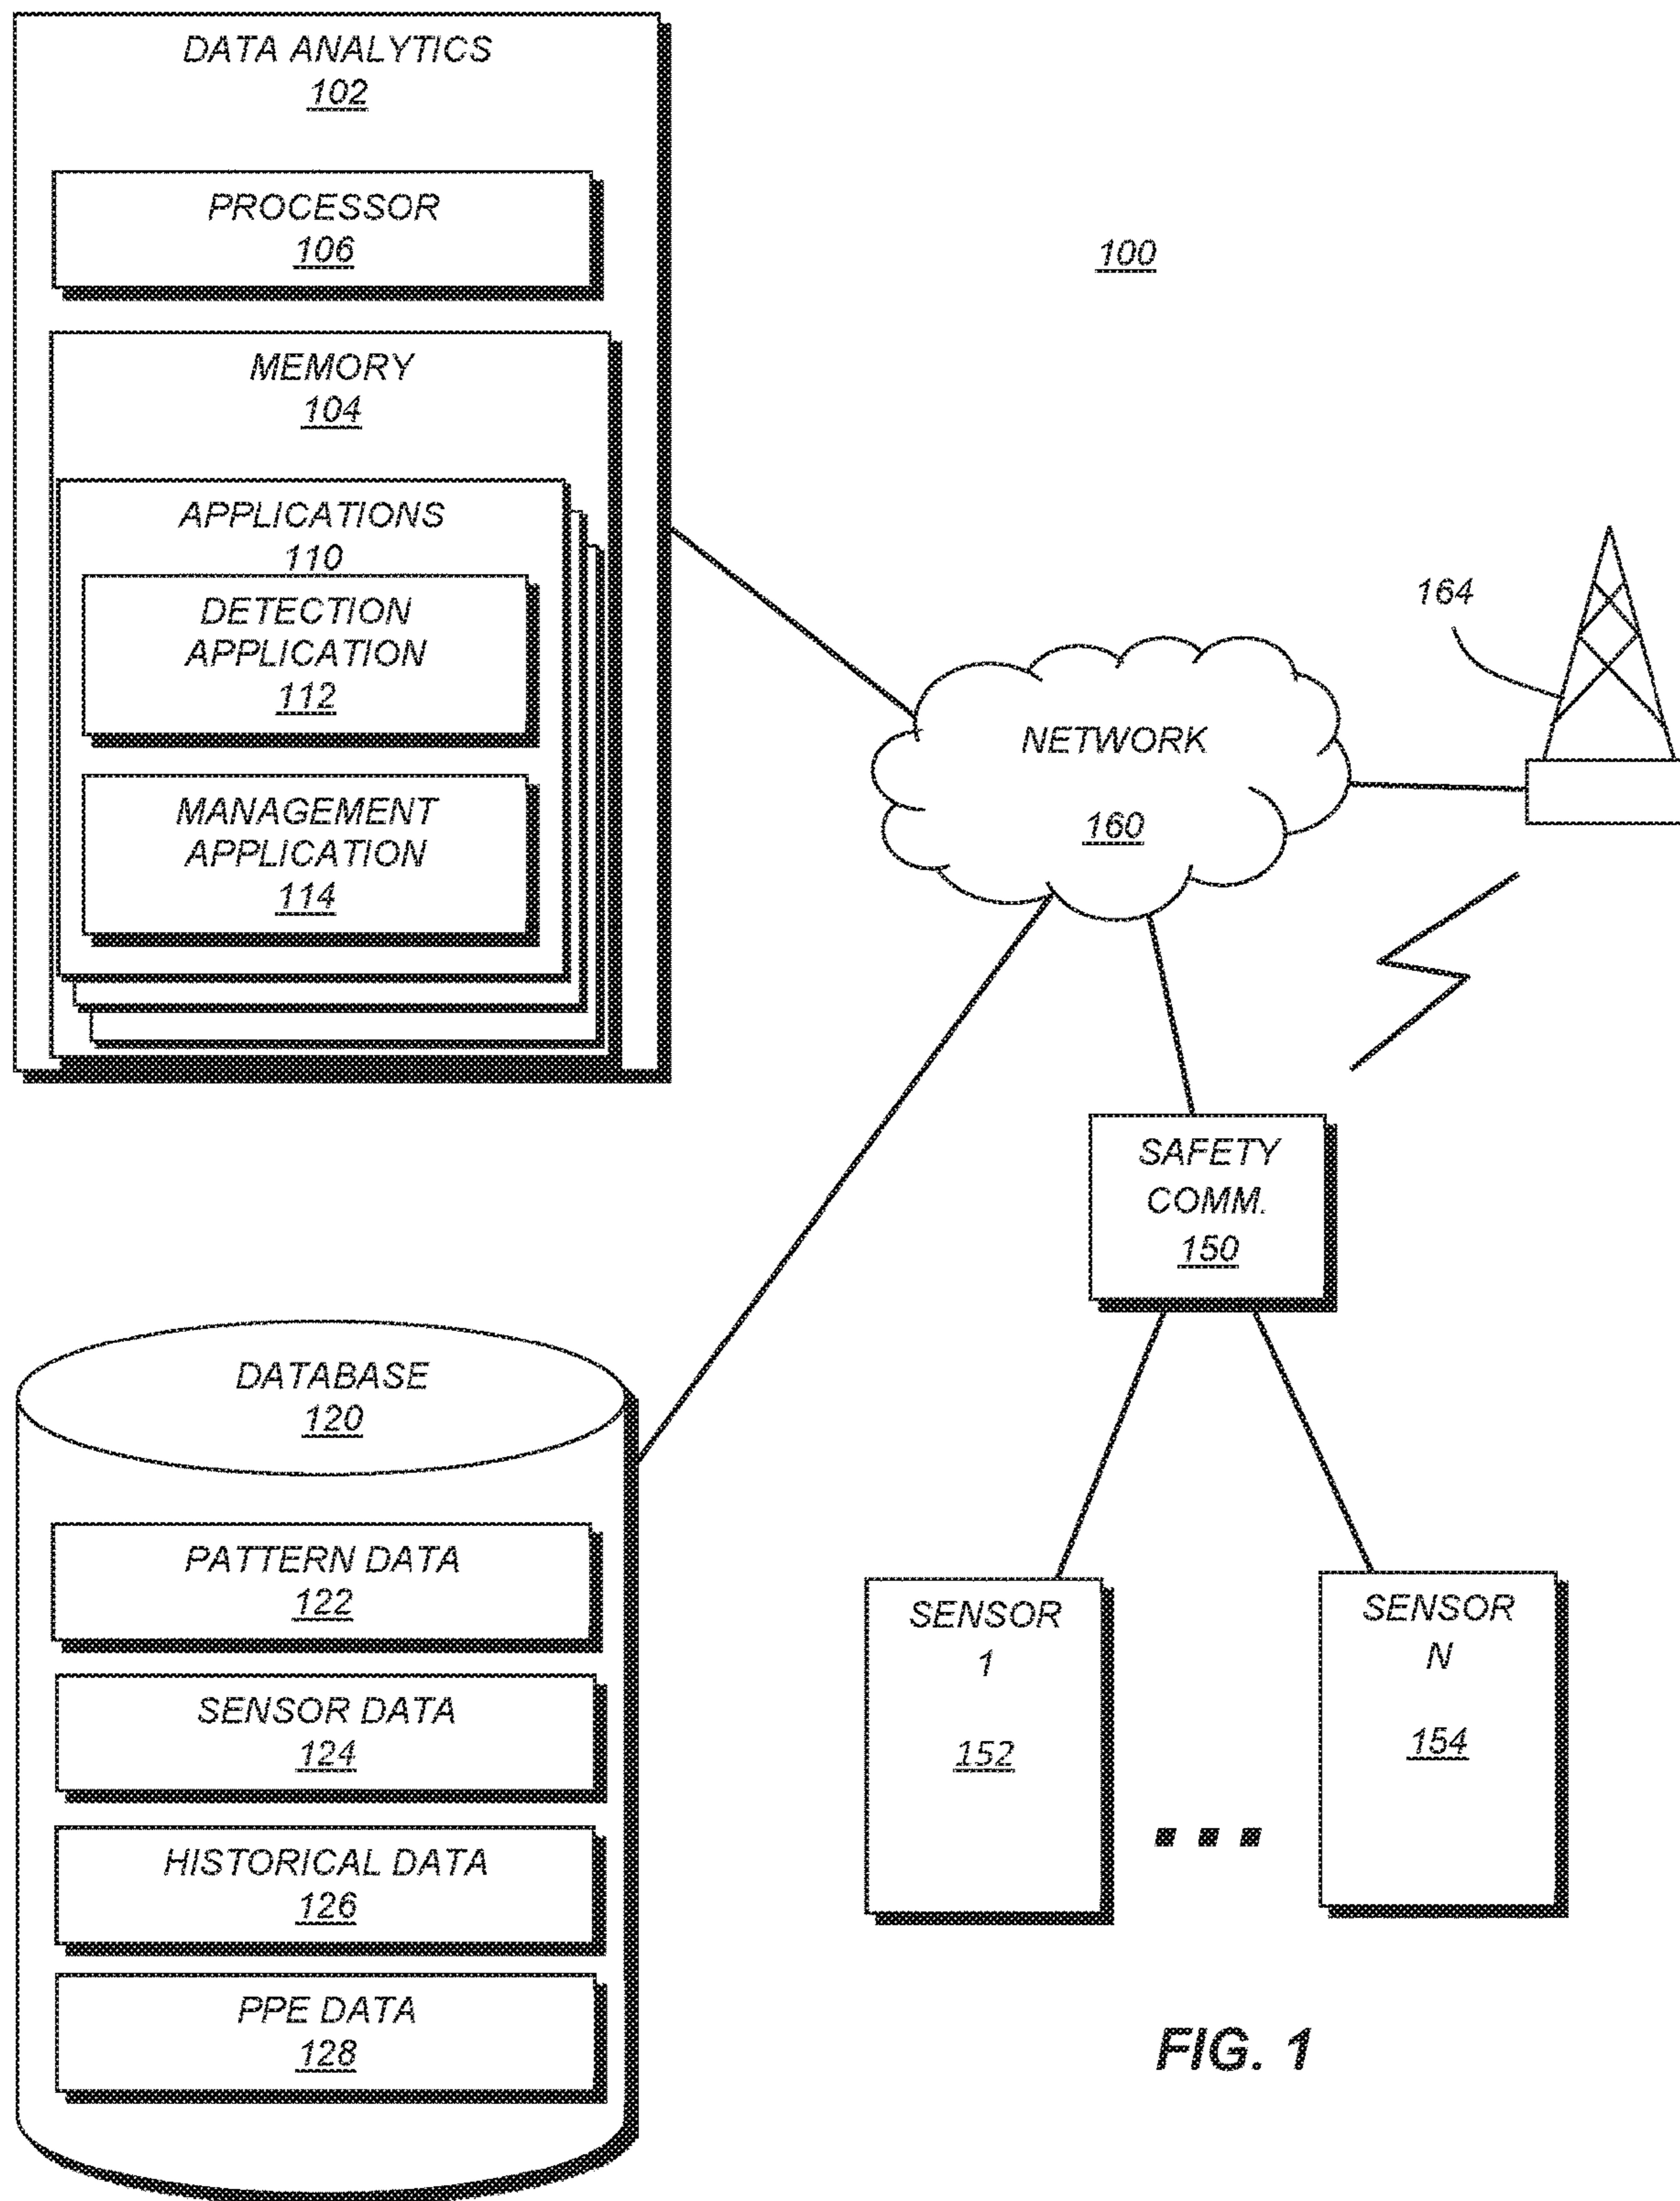 DATA ANALYTICS
102
PROCESSOR
106
MEMORY
104
APPLICATIONS
110
DETECTION
APPLICATION
112
MANAGEMENT
APPLICATION
114
100
164
NETWORK
160
SAFETY
COMM.
150
DATABASE
120
PATTERN DATA
122
SENSOR DATA
124
HISTORICAL DATA
126
PPE DATA
128
SENSOR
1
152
SENSOR
N
154
FIG. 1